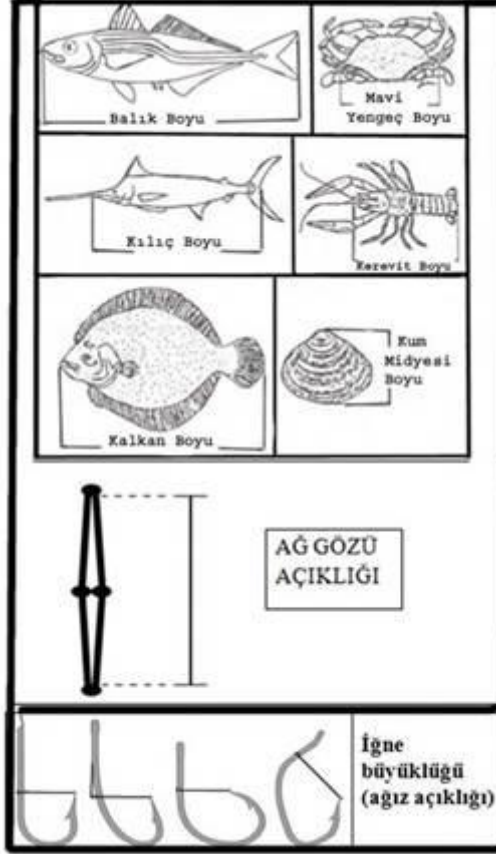 Balık Boyu
Mavi
Yengeç Boyu
Kılıç Boyu
Kerevit Boyu
Kalkan Boyu
Kum
Midyesi
Boyu
AĞ GÖZÜ
AÇIKLIĞI
İğne
büyüklüğü
(ağız açıklığı)